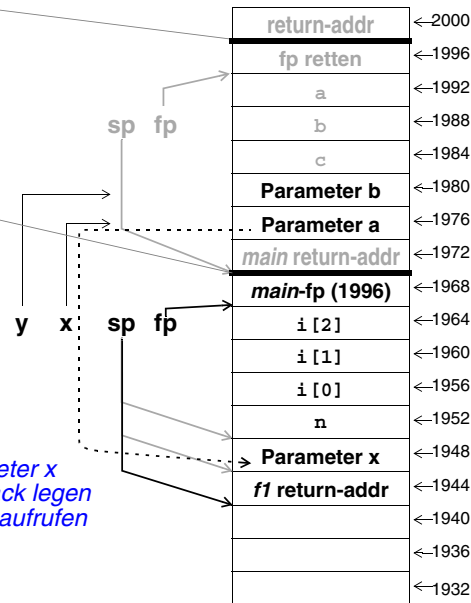 return-addr ←2000
fp retten ←1996
a ←1992
sp fp b ←1988
c ←1984
Parameter b ←1980
Parameter a ←1976
main return-addr ←1972
main-fp (1996) ←1968
y x sp fp i[2] ←1964
i[1] ←1960
i[0] ←1956
n ←1952
Parameter x ←1948
f1 return-addr ←1944
←1940
←1936
←1932
eter x
ck legen
aufrufen